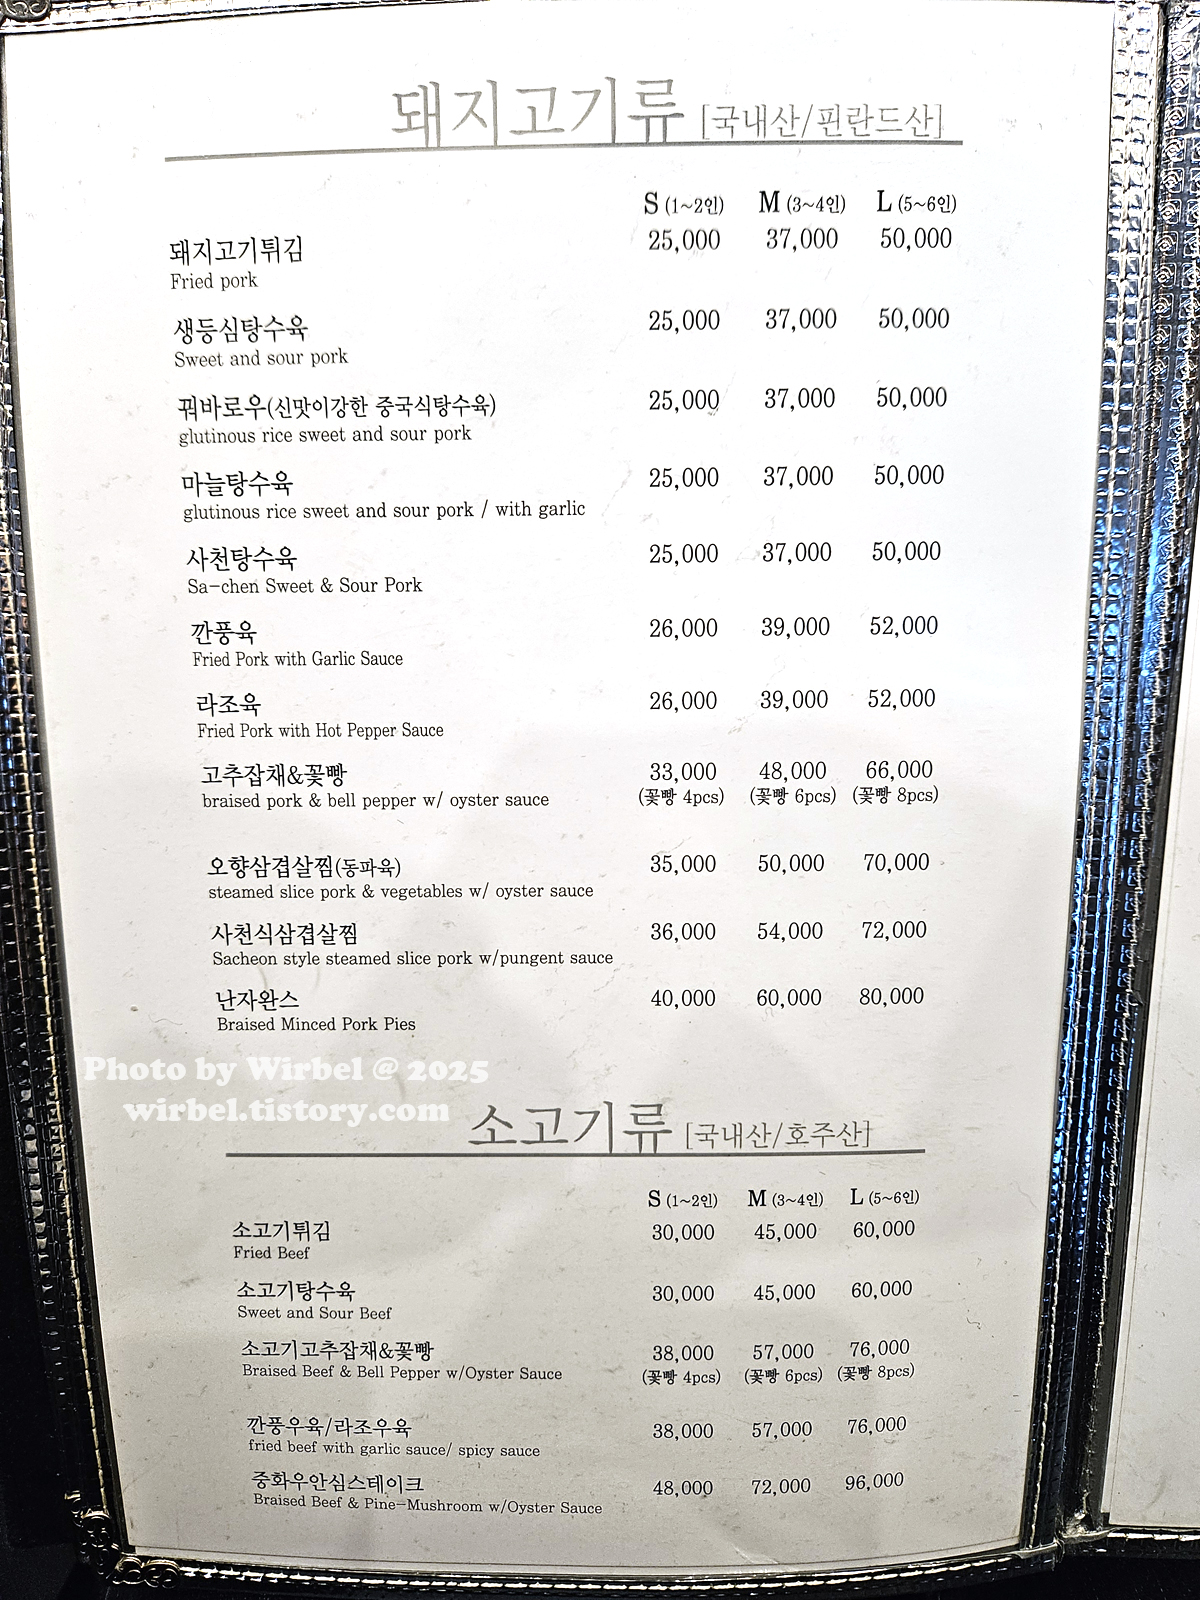 돼지고기류 [국내산/핀란드산]
S (1~2인) M (3~4인) L (5~6인)
돼지고기튀김 25,000 37,000 50,000
Fried pork
생등심탕수육 25,000 37,000 50,000
Sweet and sour pork
꿔바로우(신맛이강한 중국식탕수육) 25,000 37,000 50,000
glutinous rice sweet and sour pork
마늘탕수육 25,000 37,000 50,000
glutinous rice sweet and sour pork / with garlic
사천탕수육 25,000 37,000 50,000
Sa-chen Sweet & Sour Pork
깐풍육 26,000 39,000 52,000
Fried Pork with Garlic Sauce
라조육 26,000 39,000 52,000
Fried Pork with Hot Pepper Sauce
고추잡채&꽃빵 33,000 48,000 66,000
braised pork & bell pepper w/ oyster sauce (꽃빵 4pcs) (꽃빵 6pcs) (꽃빵 8pcs)
오향삼겹살찜(동파육) 35,000 50,000 70,000
steamed slice pork & vegetables w/ oyster sauce
사천식삼겹살찜 36,000 54,000 72,000
Sacheon style steamed slice pork w/pungent sauce
난자완스 40,000 60,000 80,000
Braised Minced Pork Pies
Photo by Wirbel @ 2025
wirbel.tistory.com
소고기류 [국내산/호주산]
S (1~2인) M (3~4인) L (5~6인)
소고기튀김 30,000 45,000 60,000
Fried Beef
소고기탕수육 30,000 45,000 60,000
Sweet and Sour Beef
소고기고추잡채&꽃빵 38,000 57,000 76,000
Braised Beef & Bell Pepper w/Oyster Sauce (꽃빵 4pcs) (꽃빵 6pcs) (꽃빵 8pcs)
깐풍우육/라조우육 38,000 57,000 76,000
fried beef with garlic sauce/ spicy sauce
중화우안심스테이크 48,000 72,000 96,000
Braised Beef & Pine-Mushroom w/Oyster Sauce